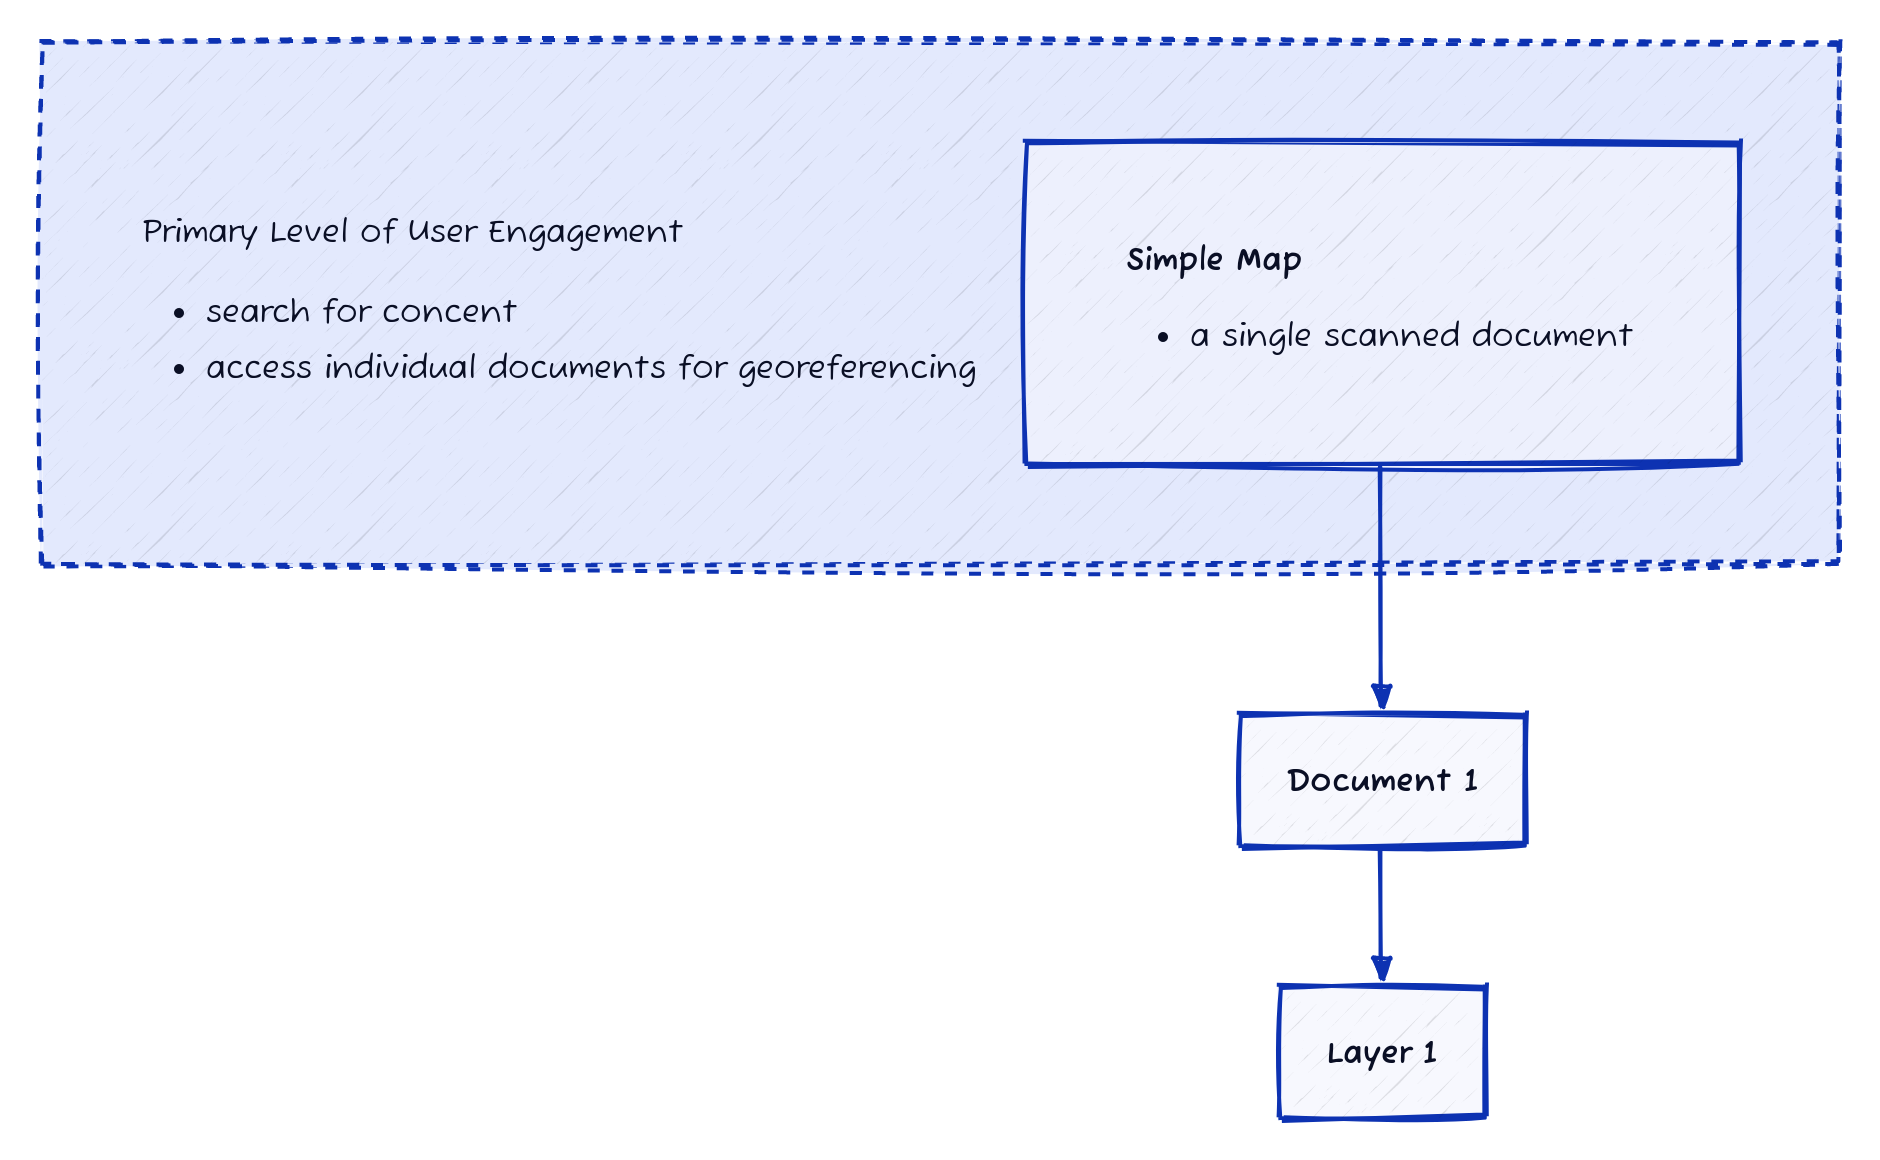 Primary Level of User Engagement
search for concent
access individual documents for georeferencing
Simple Map
a single scanned document
Document 1
Layer 1